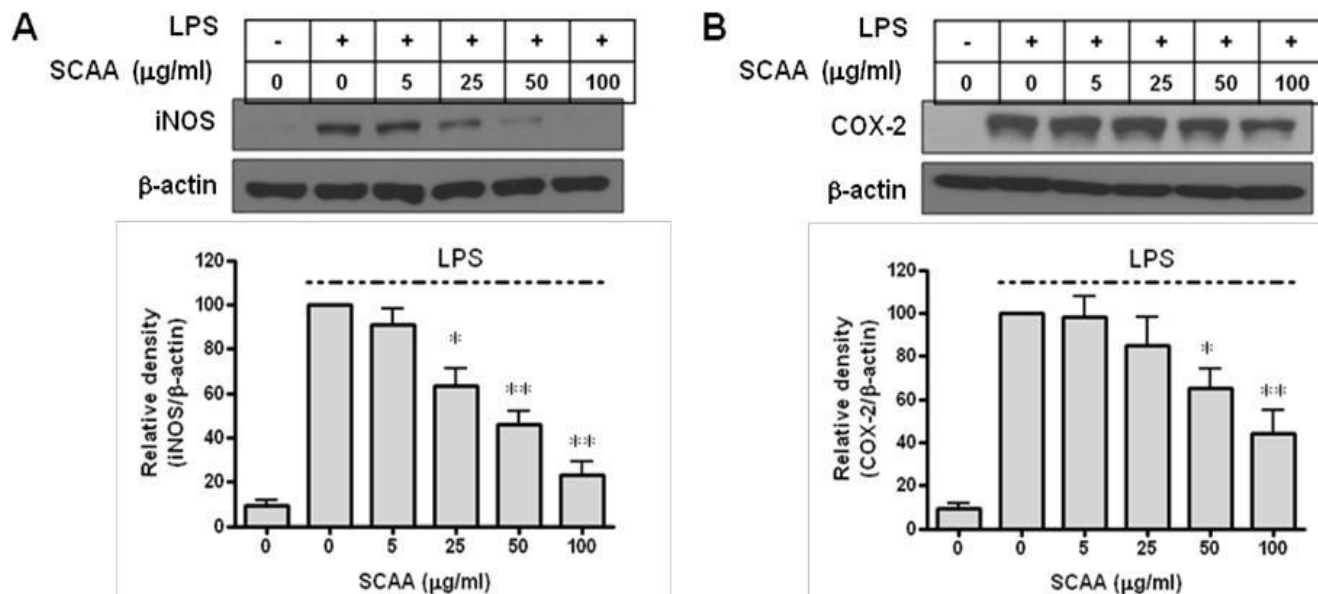 A
LPS - + + + + +
SCAA (μg/ml) 0 0 5 25 50 100
iNOS
β-actin
LPS
Relative density
(iNOS/β-actin)
120
100
80
60
40
20
0
* ** **
0 0 5 25 50 100
SCAA (μg/ml)
B
LPS - + + + + +
SCAA (μg/ml) 0 0 5 25 50 100
COX-2
β-actin
LPS
Relative density
(COX-2/β-actin)
120
100
80
60
40
20
0
* **
0 0 5 25 50 100
SCAA (μg/ml)